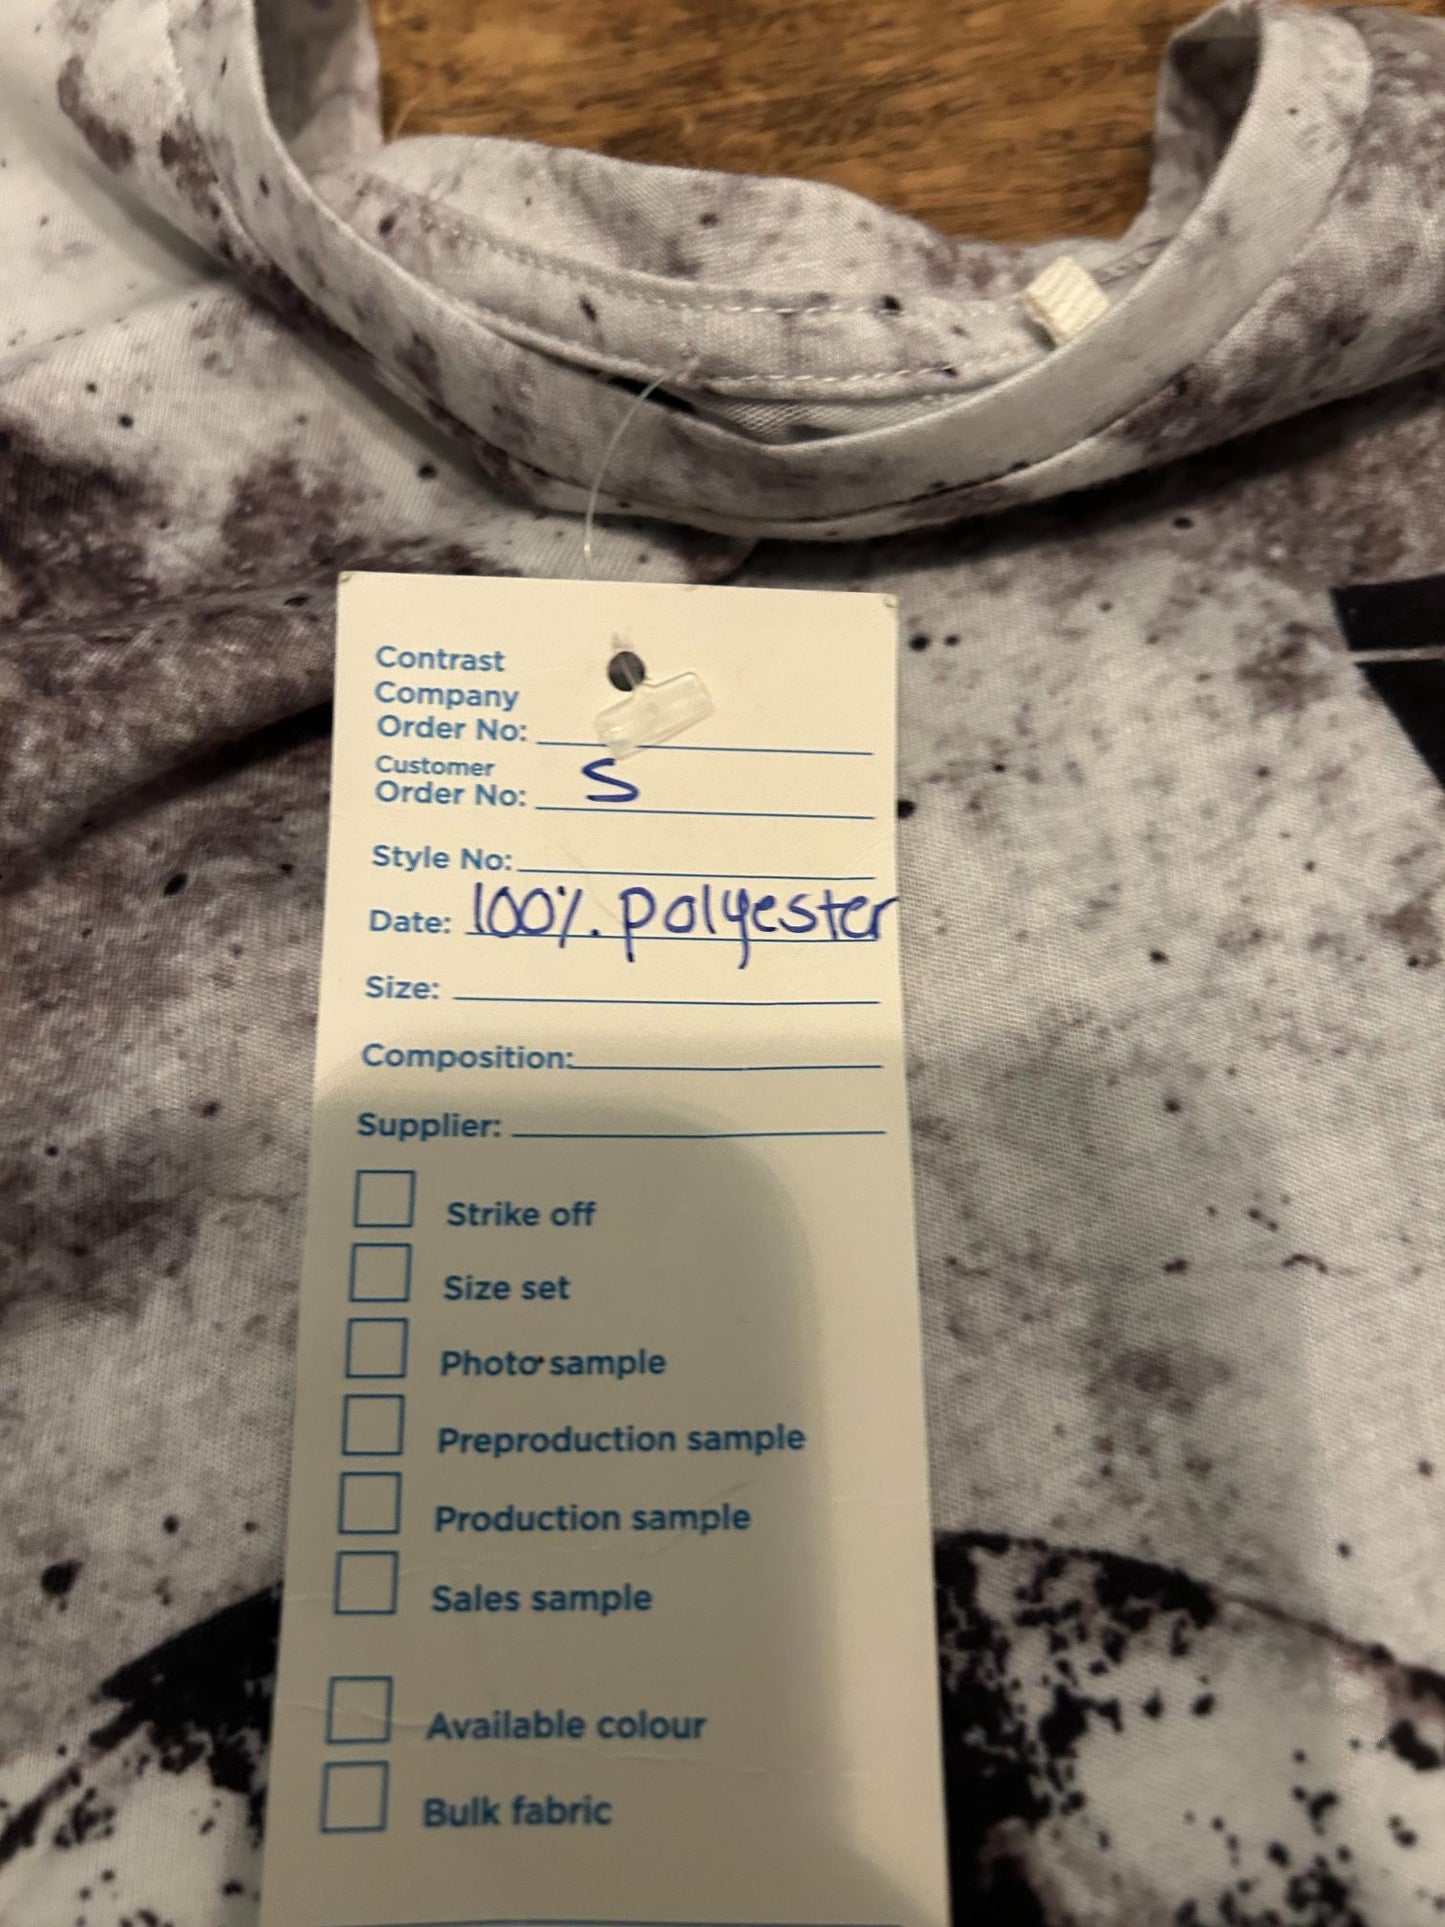 Contrast
Company
Order No:
Customer
Order No: S
Style No:
Date: 100%. polyester
Size:
Composition:
Supplier:
Strike off
Size set
Photo sample
Preproduction sample
Production sample
Sales sample
Available colour
Bulk fabric